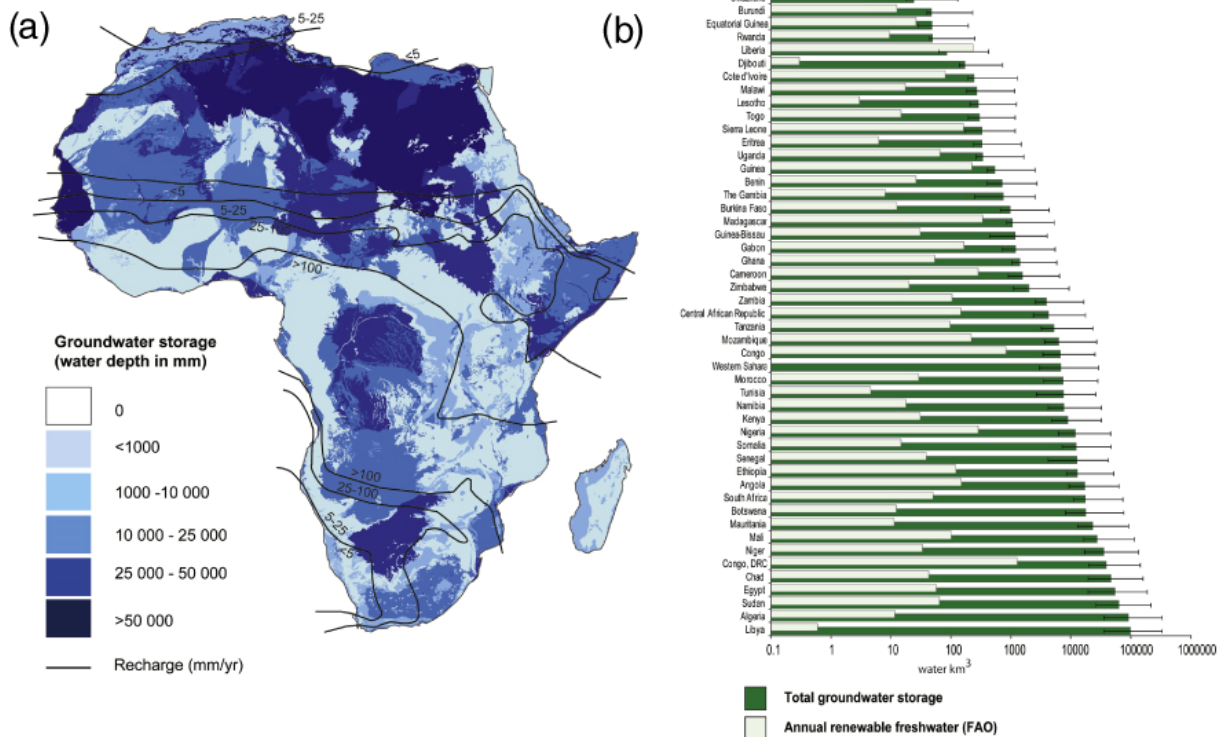 (a)
5-25
<5
<5
5-25
25-100
>100
>100
25-100
5-25
<5
Groundwater storage
(water depth in mm)
0
<1000
1000 -10 000
10 000 - 25 000
25 000 - 50 000
>50 000
Recharge (mm/yr)
(b)
Burundi
Equatorial Guinea
Rwanda
Liberia
Djibouti
Cote d'Ivoire
Malawi
Lesotho
Togo
Sierra Leone
Eritrea
Uganda
Guinea
Benin
The Gambia
Burkina Faso
Madagascar
Guinea-Bissau
Gabon
Ghana
Cameroon
Zimbabwe
Zambia
Central African Republic
Tanzania
Mozambique
Congo
Western Sahara
Morocco
Tunisia
Namibia
Kenya
Nigeria
Somalia
Senegal
Ethiopia
Angola
South Africa
Botswana
Mauritania
Mali
Niger
Congo, DRC
Chad
Egypt
Sudan
Algeria
Libya
0.1 1 10 100 1000 10000 100000 1000000
water km³
Total groundwater storage
Annual renewable freshwater (FAO)